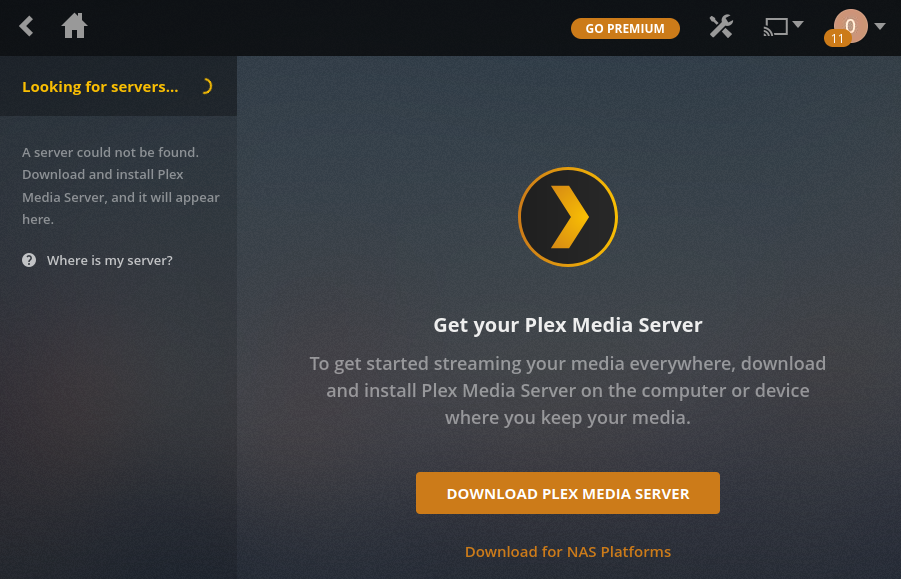 GO PREMIUM
0
11
Looking for servers...
A server could not be found.
Download and install Plex
Media Server, and it will appear
here.
? Where is my server?
Get your Plex Media Server
To get started streaming your media everywhere, download
and install Plex Media Server on the computer or device
where you keep your media.
DOWNLOAD PLEX MEDIA SERVER
Download for NAS Platforms